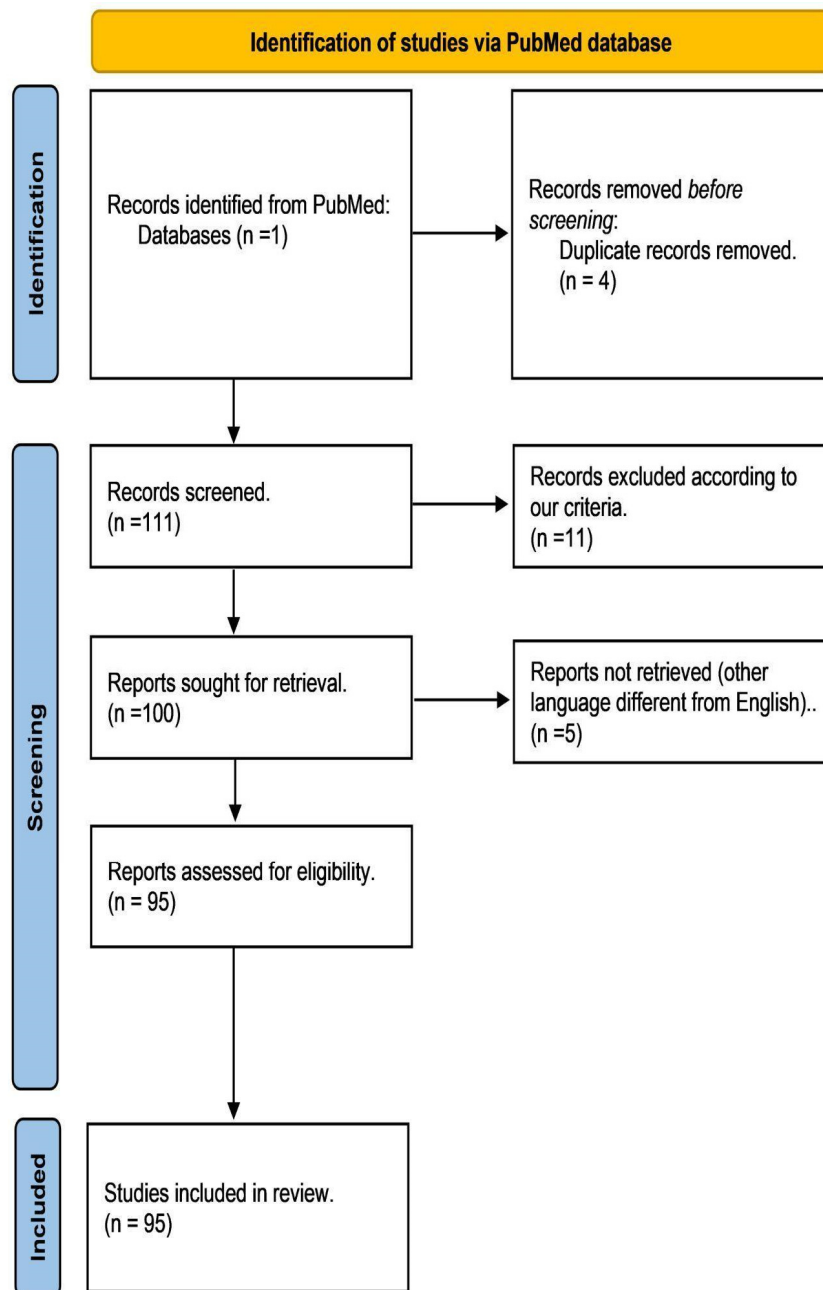 Identification of studies via PubMed database
Identification
Records identified from PubMed:
Databases (n =1)
Records removed before
screening:
Duplicate records removed.
(n = 4)
Screening
Records screened.
(n =111)
Records excluded according to
our criteria.
(n =11)
Reports sought for retrieval.
(n =100)
Reports not retrieved (other
language different from English)..
(n =5)
Reports assessed for eligibility.
(n = 95)
Included
Studies included in review.
(n = 95)